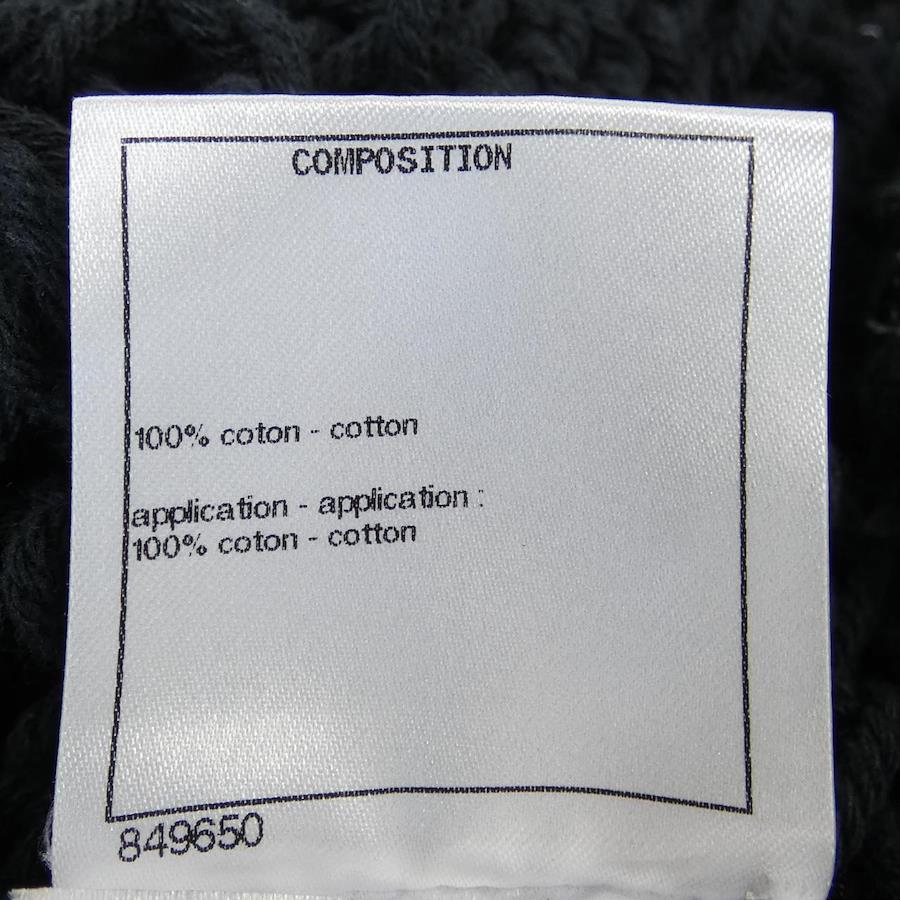 COMPOSITION
100% coton - cotton
application - application :
100% coton - cotton
849650